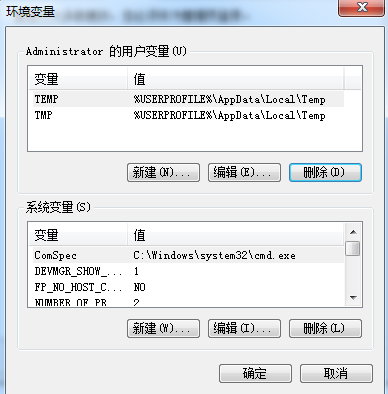 环境变量
Administrator 的用户变量(U)
变量 值
TEMP %USERPROFILE%\AppData\Local\Temp
TMP %USERPROFILE%\AppData\Local\Temp
新建(N)... 编辑(E)... 删除(D)
系统变量(S)
变量 值
ComSpec C:\Windows\system32\cmd.exe
DEVMGR_SHOW_... 1
FP_NO_HOST_C... NO
NUMBER_OF_PR... 2
新建(W)... 编辑(I)... 删除(L)
确定 取消